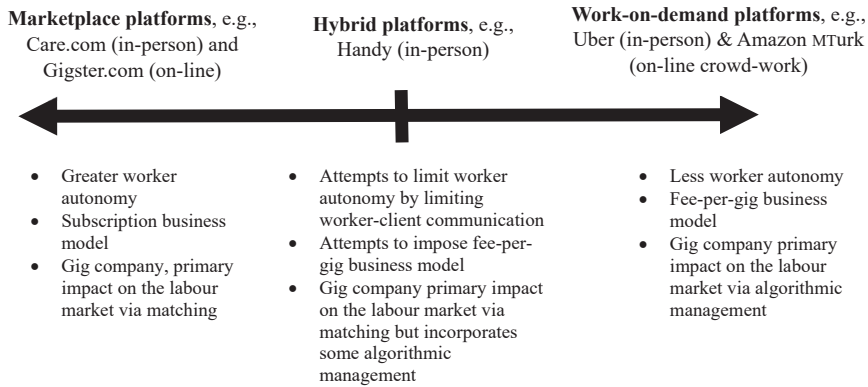 Marketplace platforms, e.g.,
Care.com (in-person) and
Gigster.com (on-line)
Hybrid platforms, e.g.,
Handy (in-person)
Work-on-demand platforms, e.g.,
Uber (in-person) & Amazon MTurk
(on-line crowd-work)
• Greater worker
autonomy
• Subscription business
model
• Gig company, primary
impact on the labour
market via matching
• Attempts to limit worker
autonomy by limiting
worker-client communication
• Attempts to impose fee-per-
gig business model
• Gig company primary impact
on the labour market via
matching but incorporates
some algorithmic
management
• Less worker autonomy
• Fee-per-gig business
model
• Gig company primary
impact on the labour
market via algorithmic
management